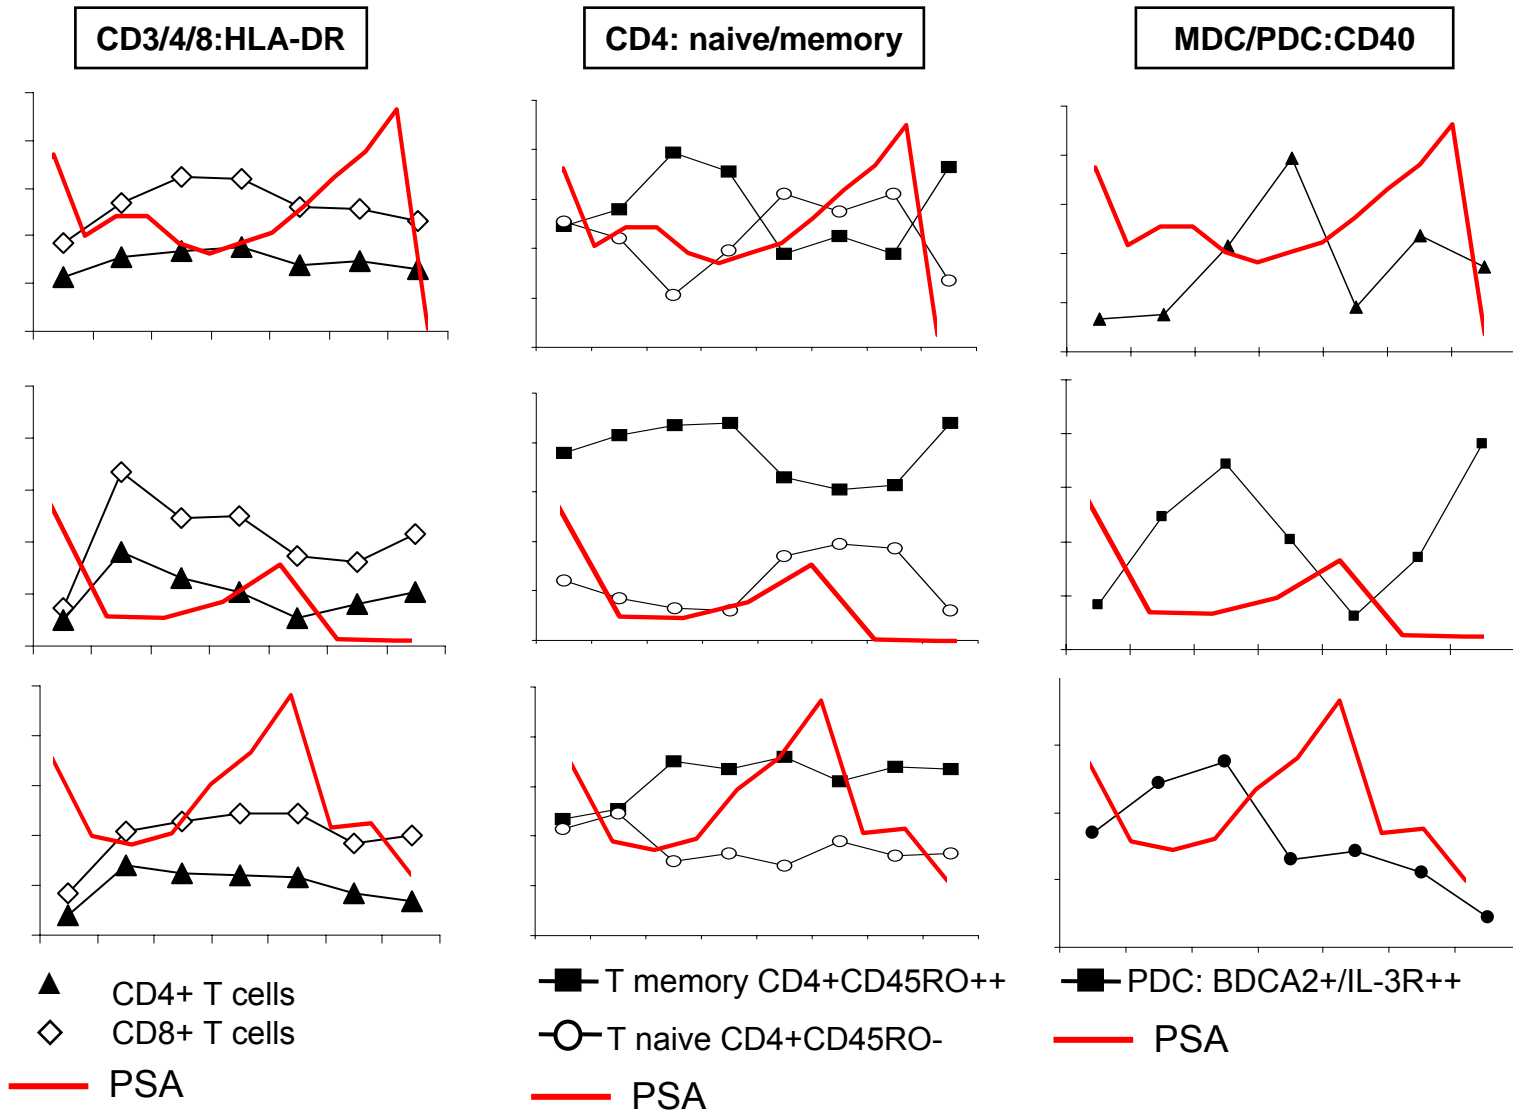 CD3/4/8:HLA-DR
CD4: naive/memory
MDC/PDC:CD40
CD4+ T cells
CD8+ T cells
PSA
T memory CD4+CD45RO++
T naive CD4+CD45RO-
PSA
PDC: BDCA2+/IL-3R++
PSA